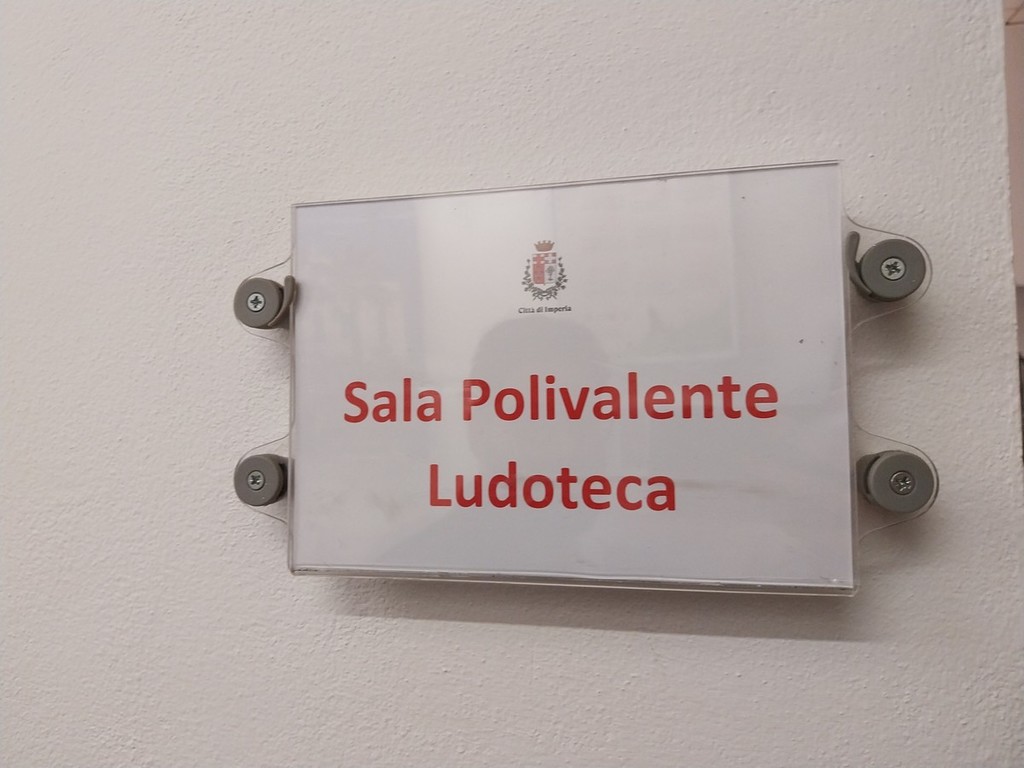 Città di Imperia
Sala Polivalente
Ludoteca